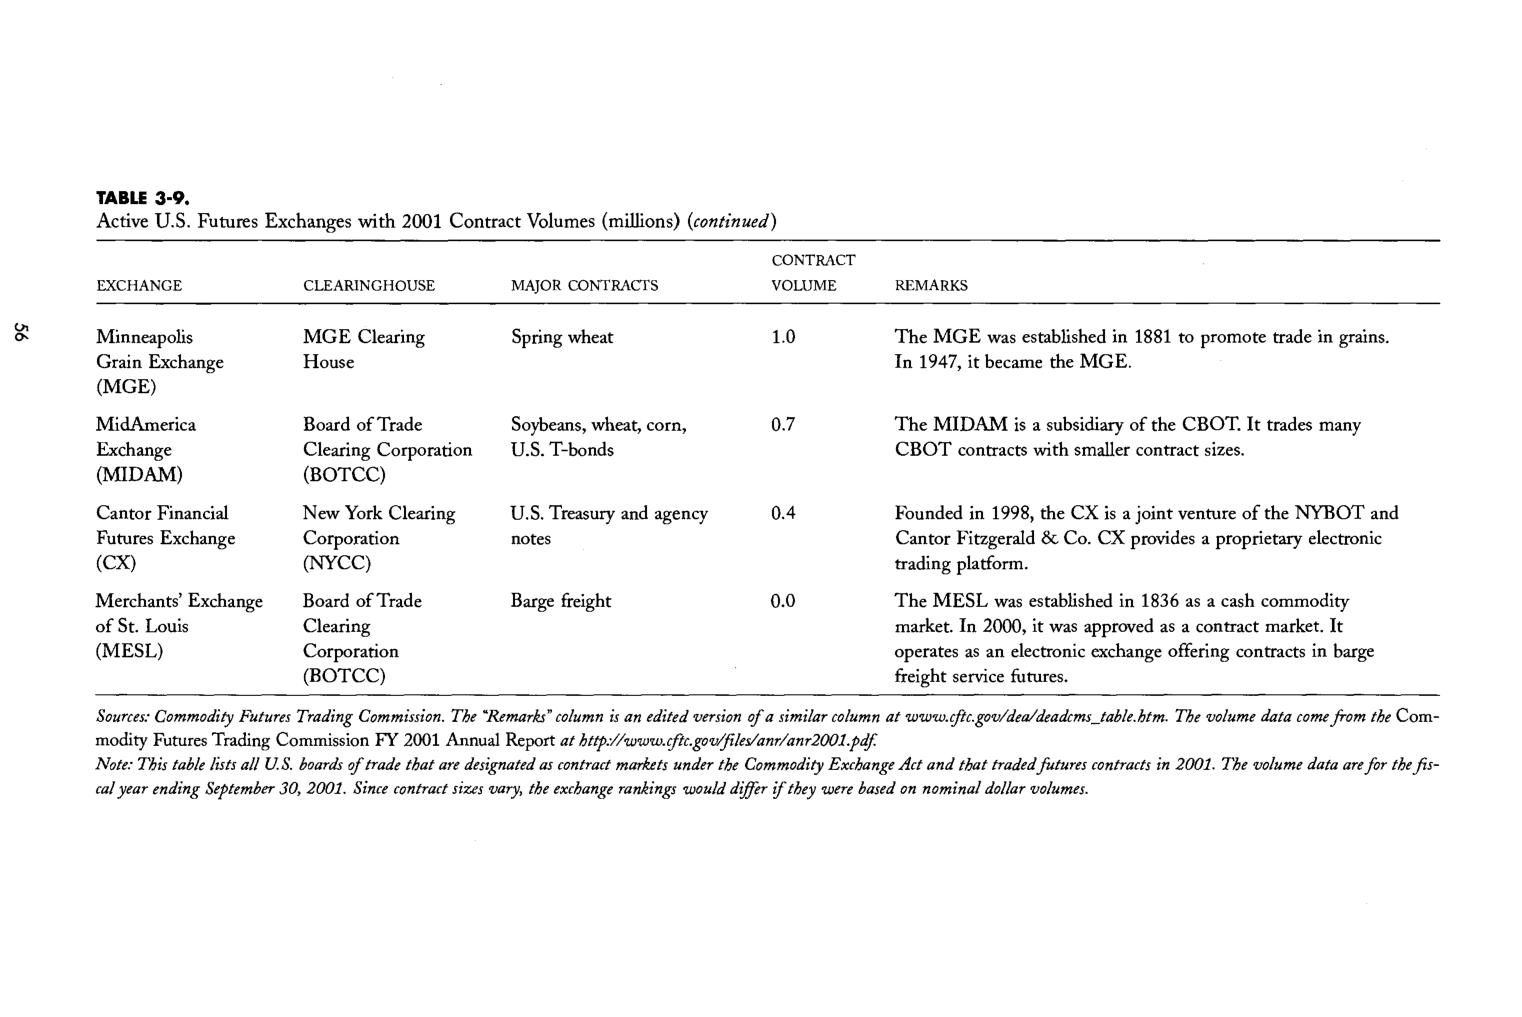 TABLE 3-9.
Active U.S. Futures Exchanges with 2001 Contract Volumes (millions) (continued)
CONTRACT
EXCHANGE CLEARINGHOUSE MAJOR CONTRACTS VOLUME REMARKS
56
Minneapolis MGE Clearing Spring wheat 1.0 The MGE was established in 1881 to promote trade in grains.
Grain Exchange House In 1947, it became the MGE.
(MGE)
MidAmerica Board of Trade Soybeans, wheat, corn, 0.7 The MIDAM is a subsidiary of the CBOT. It trades many
Exchange Clearing Corporation U.S. T-bonds CBOT contracts with smaller contract sizes.
(MIDAM) (BOTCC)
Cantor Financial New York Clearing U.S. Treasury and agency 0.4 Founded in 1998, the CX is a joint venture of the NYBOT and
Futures Exchange Corporation notes Cantor Fitzgerald & Co. CX provides a proprietary electronic
(CX) (NYCC) trading platform.
Merchants' Exchange Board of Trade Barge freight 0.0 The MESL was established in 1836 as a cash commodity
of St. Louis Clearing market. In 2000, it was approved as a contract market. It
(MESL) Corporation operates as an electronic exchange offering contracts in barge
(BOTCC) freight service futures.
Sources: Commodity Futures Trading Commission. The "Remarks" column is an edited version of a similar column at www.cftc.gov/dea/deadcms_table.htm. The volume data come from the Com-
modity Futures Trading Commission FY 2001 Annual Report at http://www.cftc.gov/files/anr/anr2001.pdf.
Note: This table lists all U.S. boards of trade that are designated as contract markets under the Commodity Exchange Act and that traded futures contracts in 2001. The volume data are for the fis-
cal year ending September 30, 2001. Since contract sizes vary, the exchange rankings would differ if they were based on nominal dollar volumes.